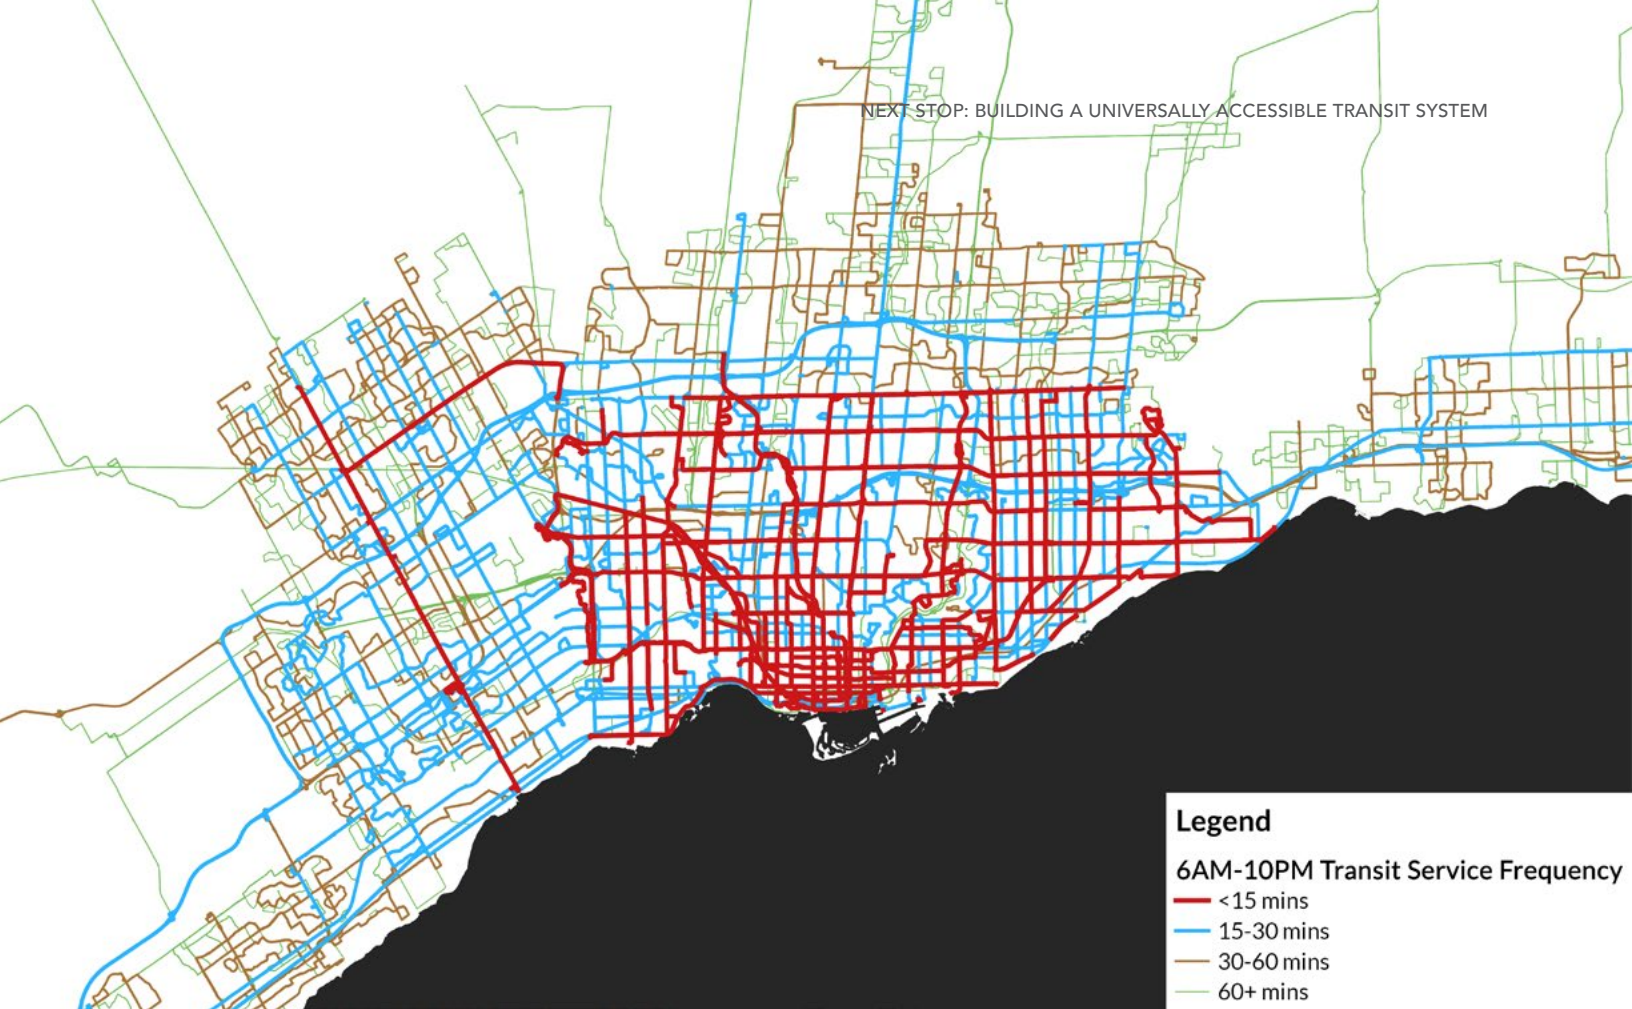 NEXT STOP: BUILDING A UNIVERSALLY ACCESSIBLE TRANSIT SYSTEM
Legend
6AM-10PM Transit Service Frequency
<15 mins
15-30 mins
30-60 mins
60+ mins